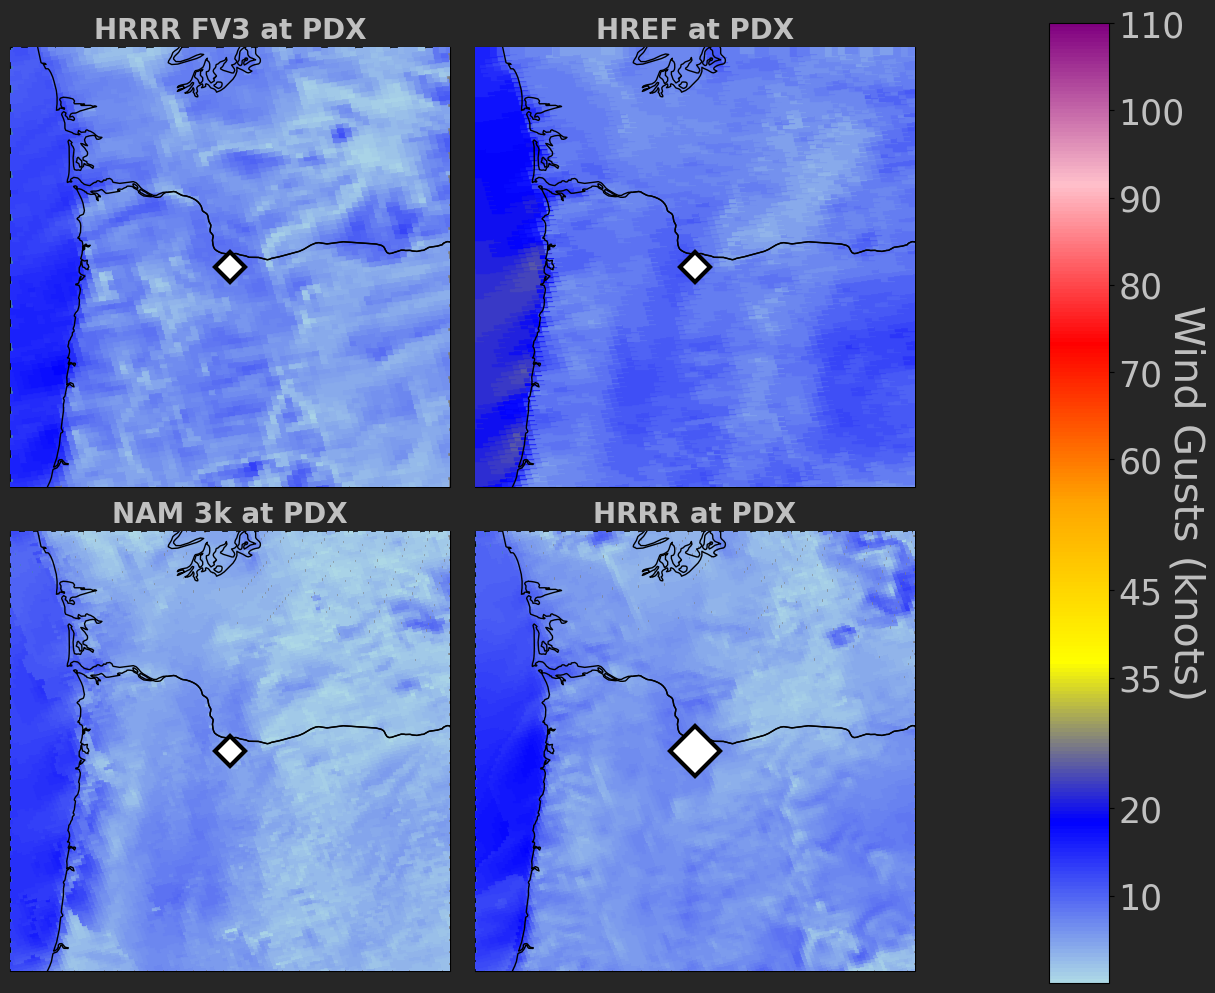 HRRR FV3 at PDX
HREF at PDX
NAM 3k at PDX
HRRR at PDX
110
100
90
80
70
60
45
35
20
10
Wind Gusts (knots)